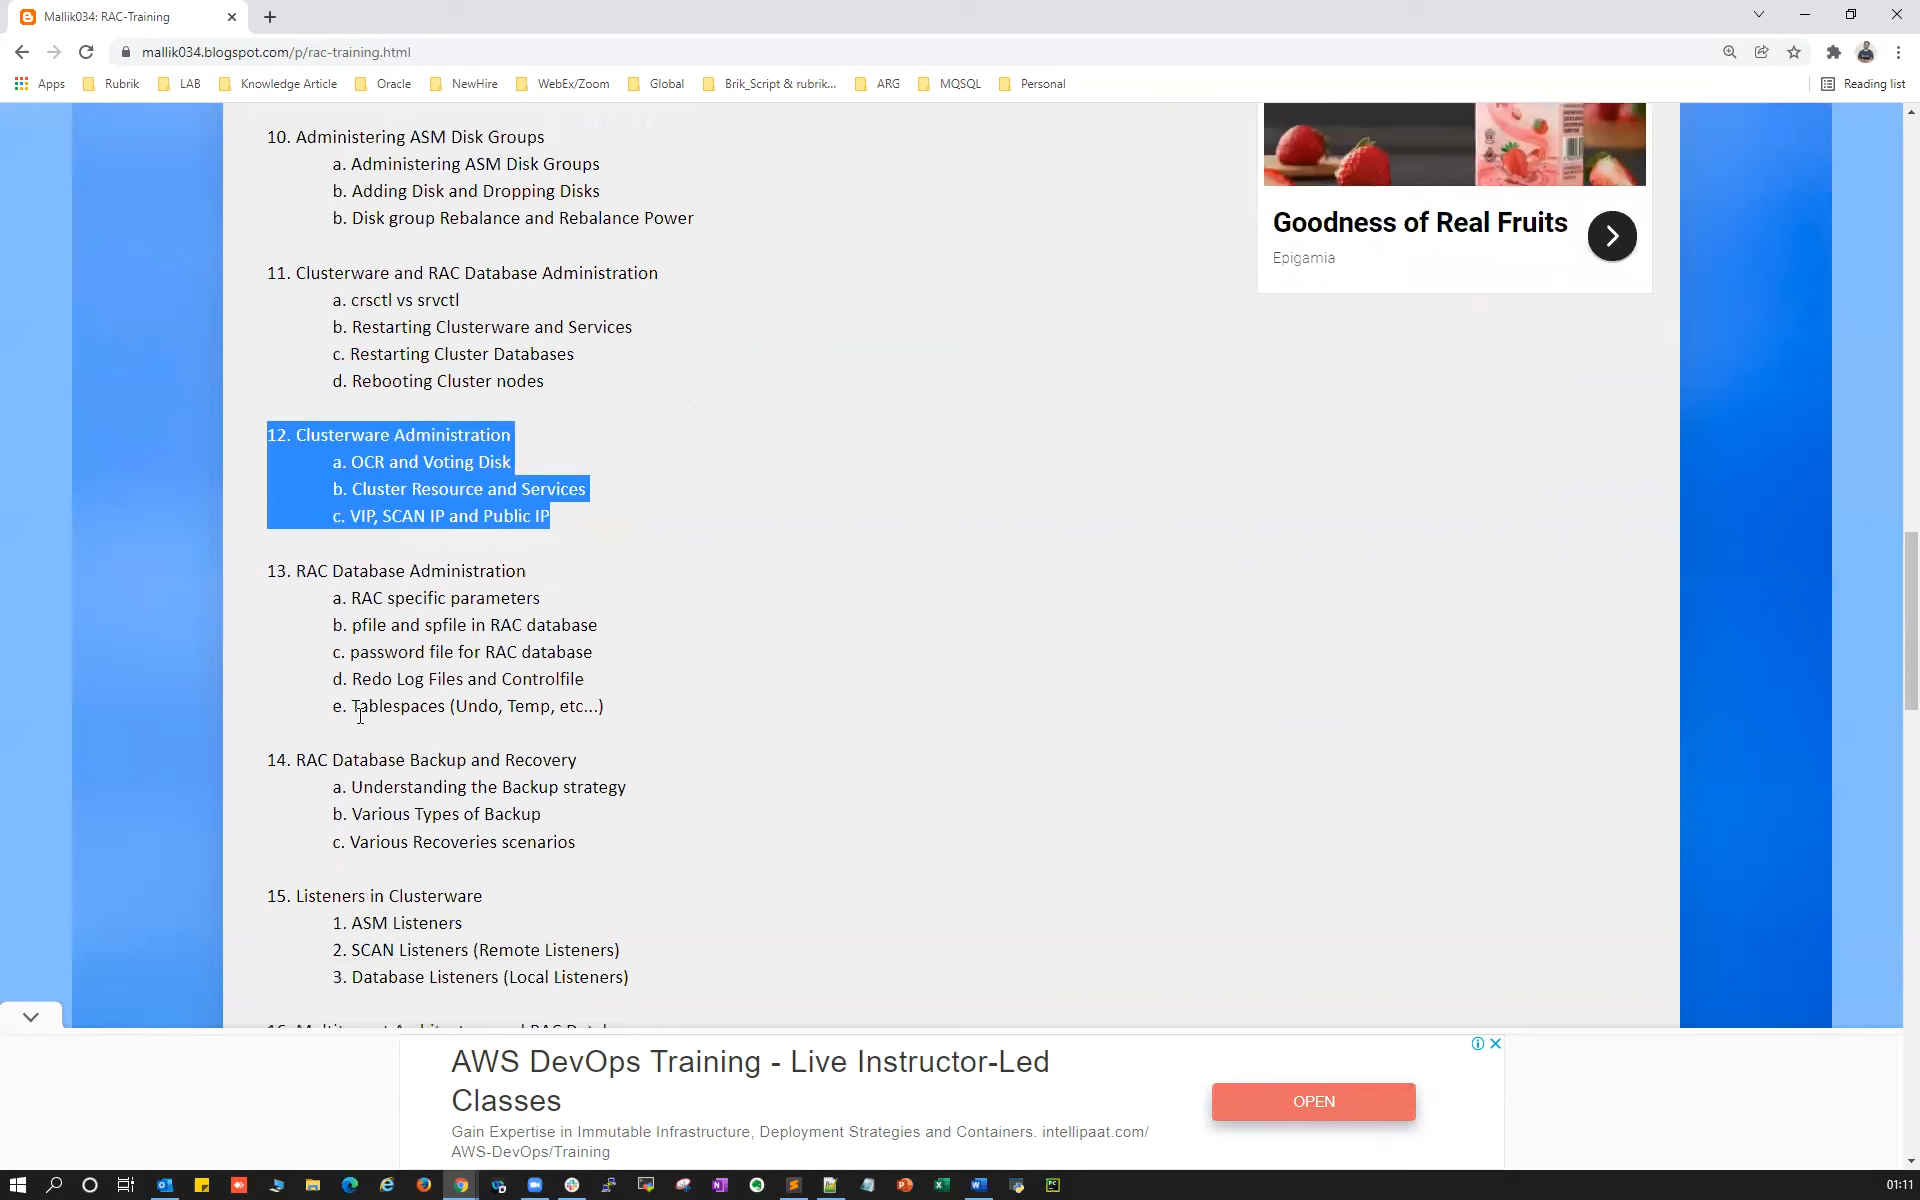 Mallik034: RAC-Training
mallik034.blogspot.com/p/rac-training.html
Apps Rubrik LAB Knowledge Article Oracle NewHire WebEx/Zoom Global Brik_Script & rubrik... ARG MQSQL Personal Reading list
10. Administering ASM Disk Groups
a. Administering ASM Disk Groups
b. Adding Disk and Dropping Disks
b. Disk group Rebalance and Rebalance Power
Goodness of Real Fruits
Epigamia
11. Clusterware and RAC Database Administration
a. crsctl vs srvctl
b. Restarting Clusterware and Services
c. Restarting Cluster Databases
d. Rebooting Cluster nodes
12. Clusterware Administration
a. OCR and Voting Disk
b. Cluster Resource and Services
c. VIP, SCAN IP and Public IP
13. RAC Database Administration
a. RAC specific parameters
b. pfile and spfile in RAC database
c. password file for RAC database
d. Redo Log Files and Controlfile
e. Tablespaces (Undo, Temp, etc...)
14. RAC Database Backup and Recovery
a. Understanding the Backup strategy
b. Various Types of Backup
c. Various Recoveries scenarios
15. Listeners in Clusterware
1. ASM Listeners
2. SCAN Listeners (Remote Listeners)
3. Database Listeners (Local Listeners)
AWS DevOps Training - Live Instructor-Led
Classes
OPEN
Gain Expertise in Immutable Infrastructure, Deployment Strategies and Containers. intellipaat.com/
AWS-DevOps/Training
01:11